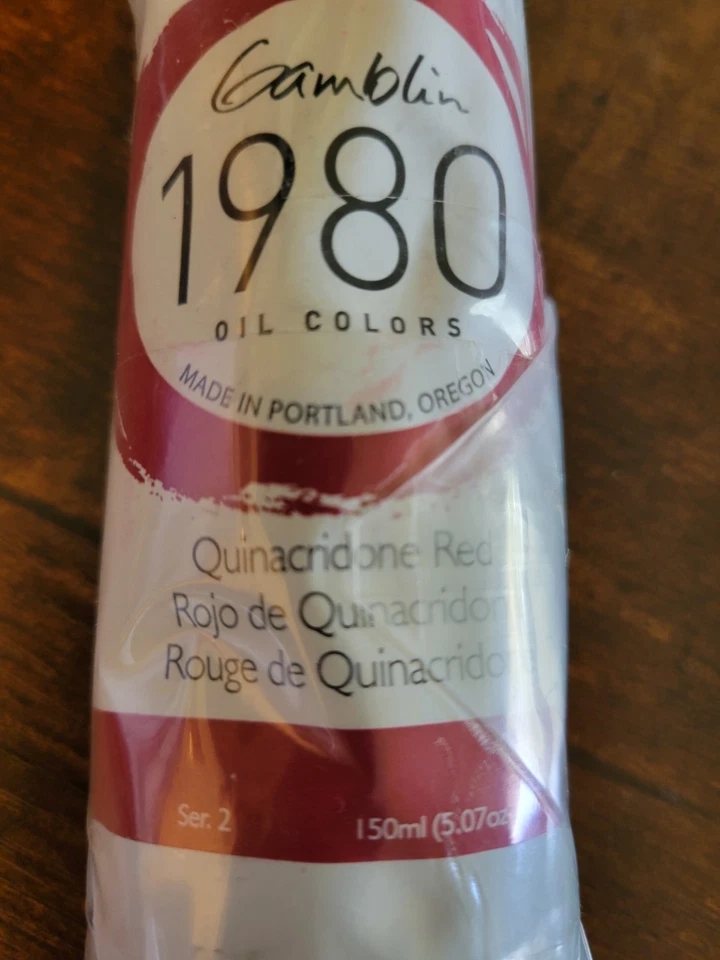 Gamblin
1980
OIL COLORS
MADE IN PORTLAND, OREGON
Quinacridone Red
Rojo de Quinacridon
Rouge de Quinacrido
Ser. 2
150ml (5.07oz